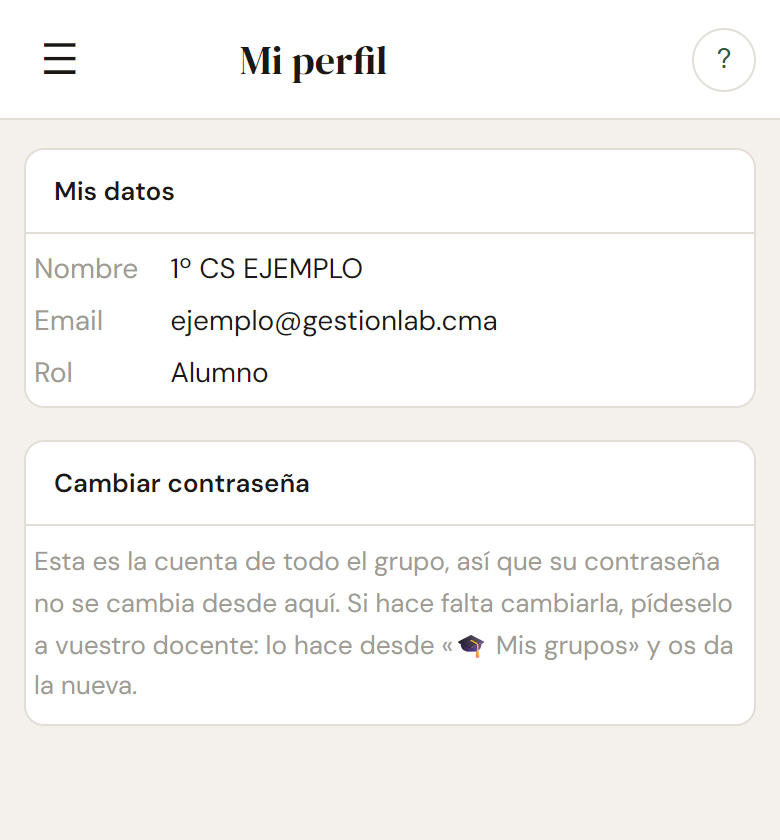 ☰ Mi perfil ?
Mis datos
Nombre 1º CS EJEMPLO
Email ejemplo@gestionlab.cma
Rol Alumno
Cambiar contraseña
Esta es la cuenta de todo el grupo, así que su contraseña
no se cambia desde aquí. Si hace falta cambiarla, pídeselo
a vuestro docente: lo hace desde «🎓 Mis grupos» y os da
la nueva.